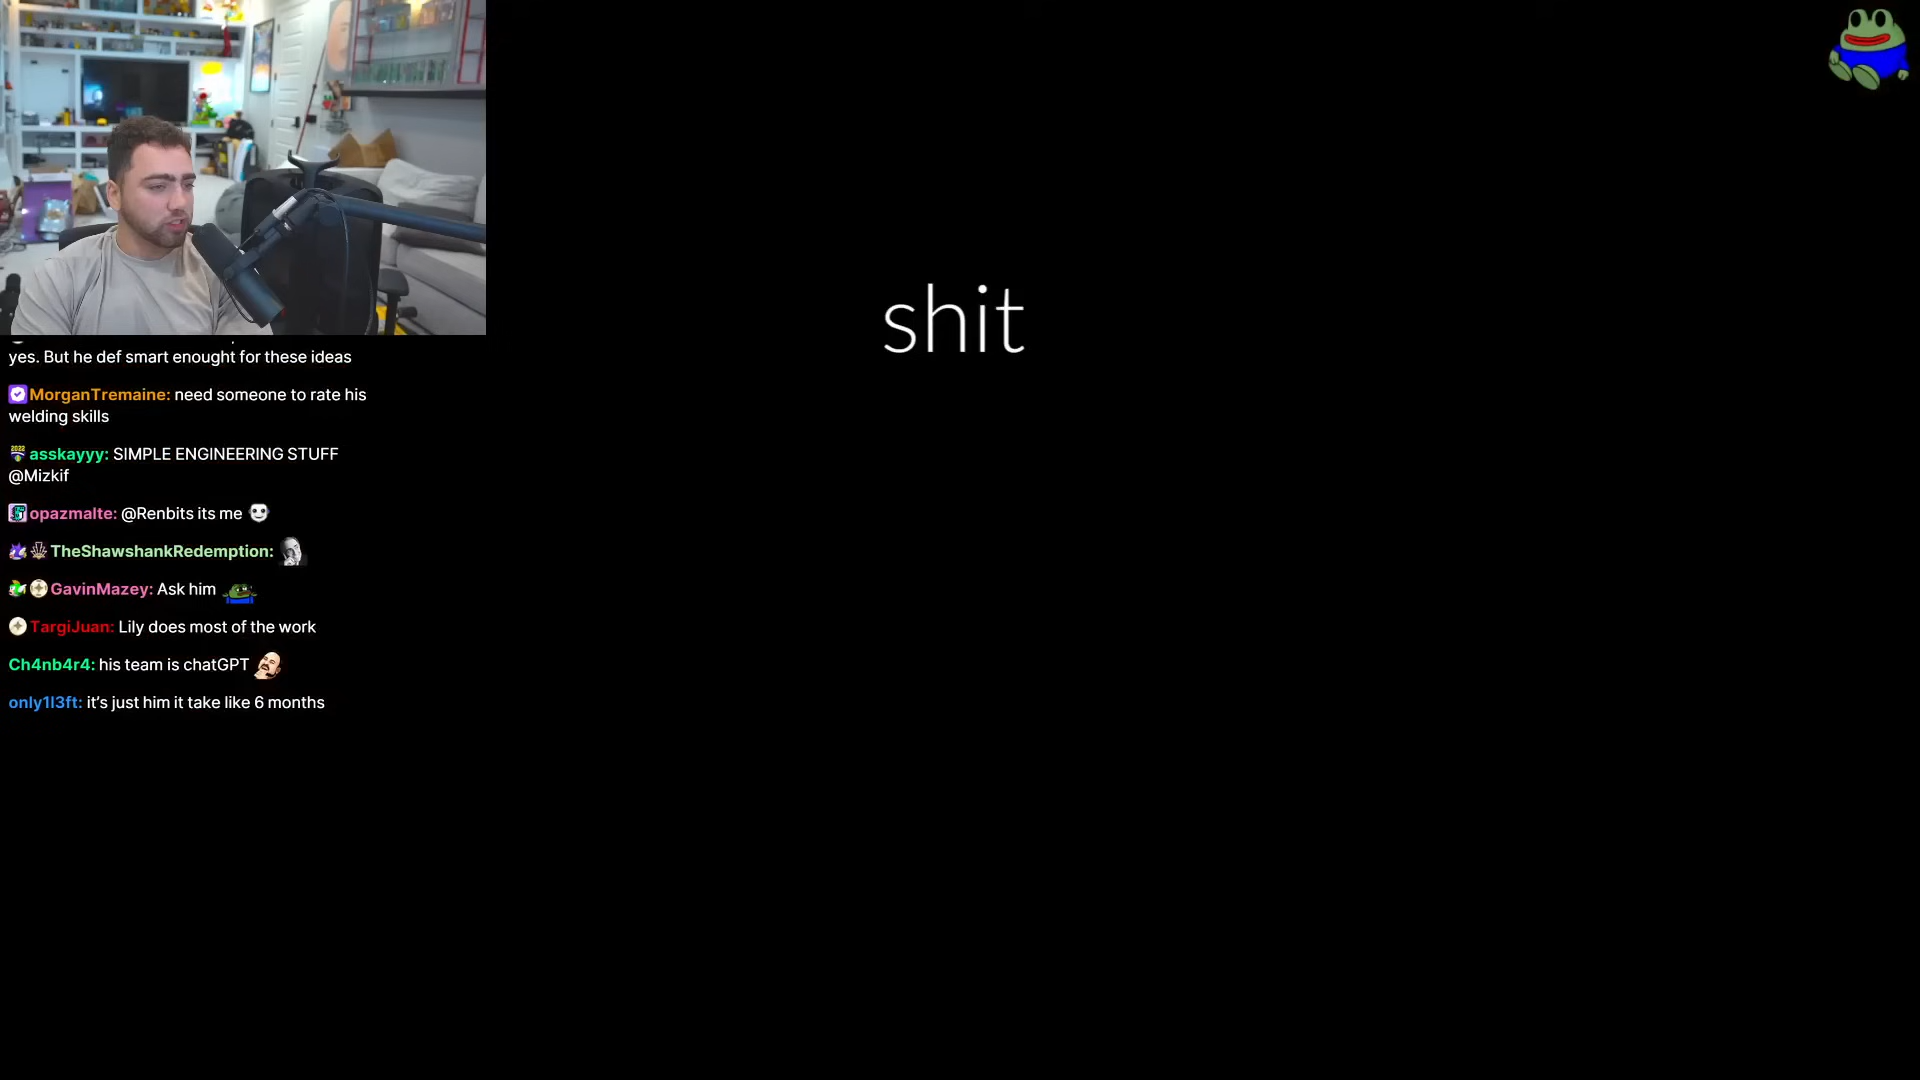 shit
yes. But he def smart enought for these ideas
MorganTremaine: need someone to rate his
welding skills
asskayyy: SIMPLE ENGINEERING STUFF
@Mizkif
opazmalte: @Renbits its me
TheShawshankRedemption:
GavinMazey: Ask him
TargiJuan: Lily does most of the work
Ch4nb4r4: his team is chatGPT
only1l3ft: it’s just him it take like 6 months